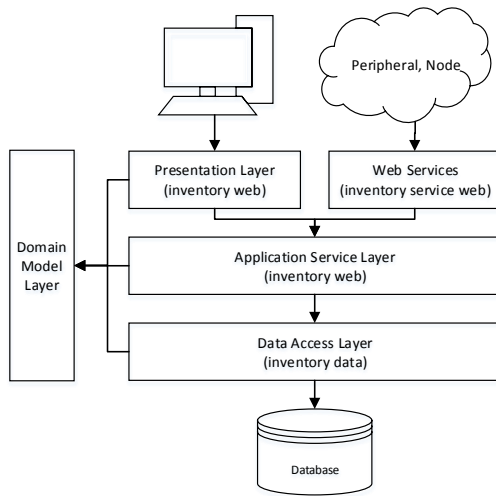 Peripheral, Node
Presentation Layer
(inventory web)
Web Services
(inventory service web)
Domain
Model
Layer
Application Service Layer
(inventory web)
Data Access Layer
(inventory data)
Database